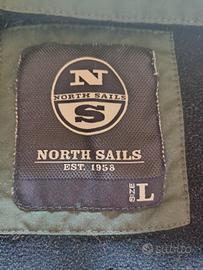 N
NORTH SAILS
S
NORTH SAILS
EST. 1958
SIZE L
subito